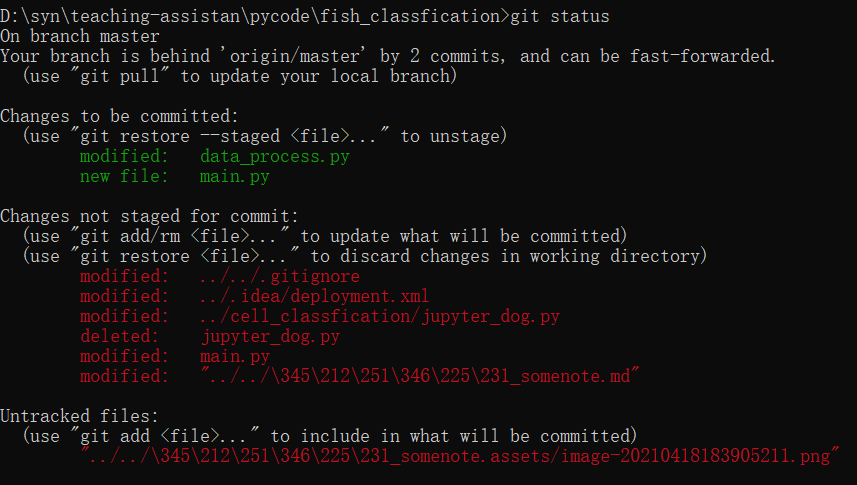 D:\syn\teaching-assistan\pycode\fish_classfication>git status
On branch master
Your branch is behind 'origin/master' by 2 commits, and can be fast-forwarded.
  (use "git pull" to update your local branch)

Changes to be committed:
  (use "git restore --staged <file>..." to unstage)
        modified:   data_process.py
        new file:   main.py

Changes not staged for commit:
  (use "git add/rm <file>..." to update what will be committed)
  (use "git restore <file>..." to discard changes in working directory)
        modified:   ../../.gitignore
        modified:   ../.idea/deployment.xml
        modified:   ../cell_classfication/jupyter_dog.py
        deleted:    jupyter_dog.py
        modified:   main.py
        modified:   "../../\345\212\251\346\225\231_somenote.md"

Untracked files:
  (use "git add <file>..." to include in what will be committed)
        "../../\345\212\251\346\225\231_somenote.assets/image-20210418183905211.png"